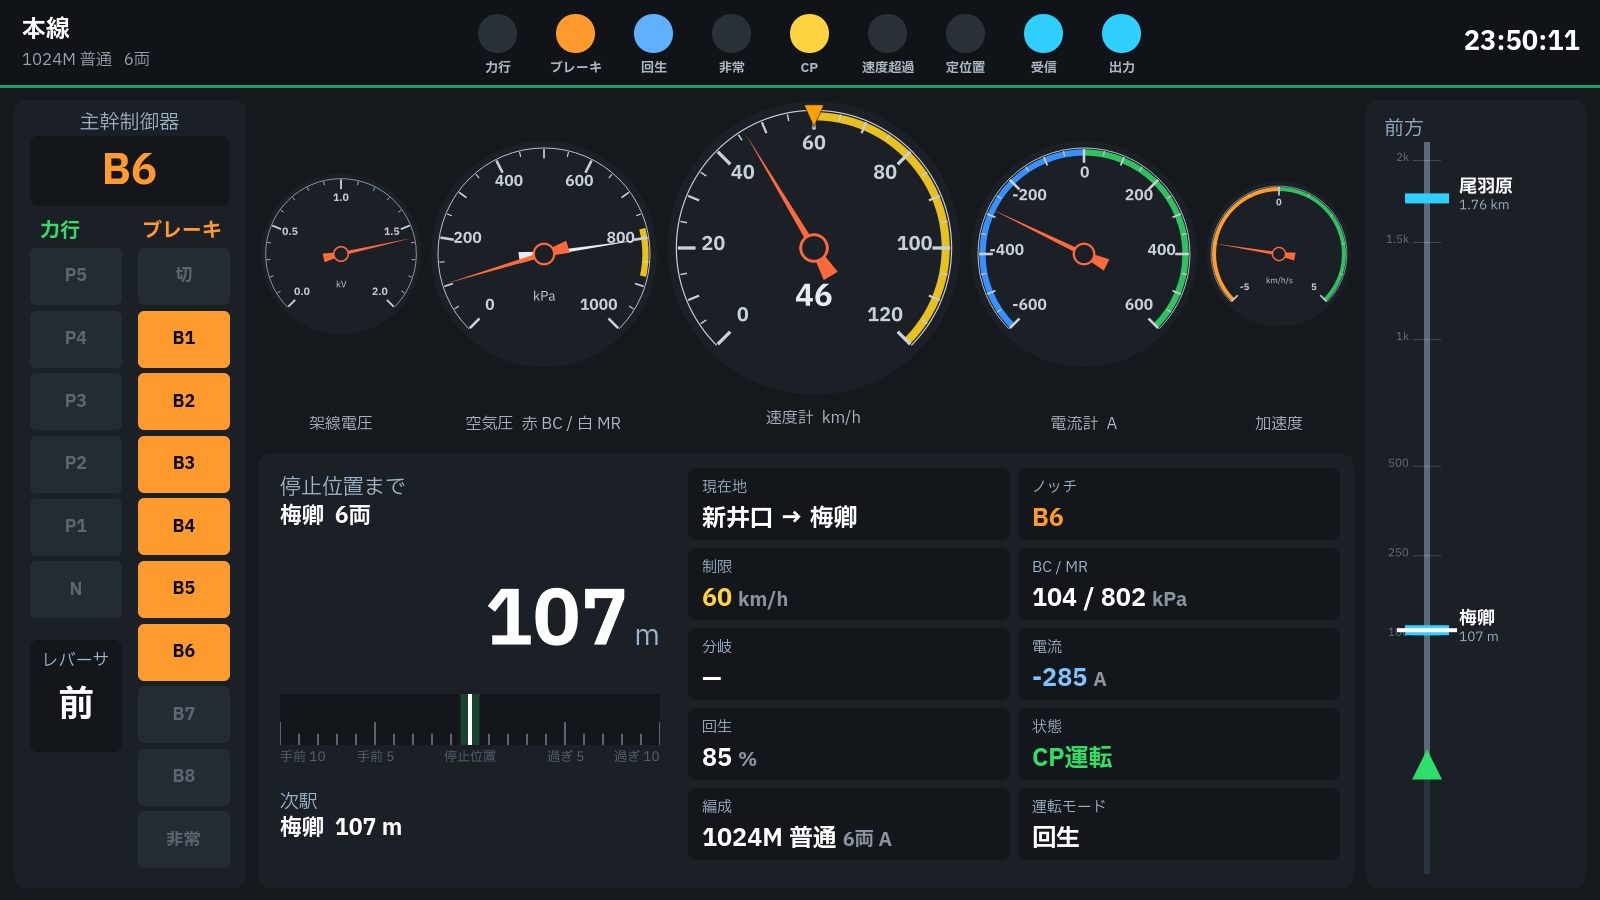 本線
1024M 普通 6両
力行
ブレーキ
回生
非常
CP
速度超過
定位置
受信
出力
23:50:11
主幹制御器
B6
力行
ブレーキ
P5
切
P4
B1
P3
B2
P2
B3
P1
B4
N
B5
B6
レバーサ
前
B7
B8
非常
0.0
0.5
1.0
1.5
2.0
kV
架線電圧
0
200
400
600
800
1000
kPa
空気圧 赤 BC / 白 MR
0
20
40
60
80
100
120
46
速度計 km/h
-600
-400
-200
0
200
400
600
電流計 A
-5
0
5
km/h/s
加速度
停止位置まで
梅郷 6両
107 m
手前 10
手前 5
停止位置
過ぎ 5
過ぎ 10
次駅
梅郷 107 m
現在地
新井口 → 梅郷
ノッチ
B6
制限
60 km/h
BC / MR
104 / 802 kPa
分岐
—
電流
-285 A
回生
85 %
状態
CP運転
編成
1024M 普通 6両 A
運転モード
回生
前方
2k
尾羽原
1.76 km
1.5k
1k
500
250
梅郷
107 m